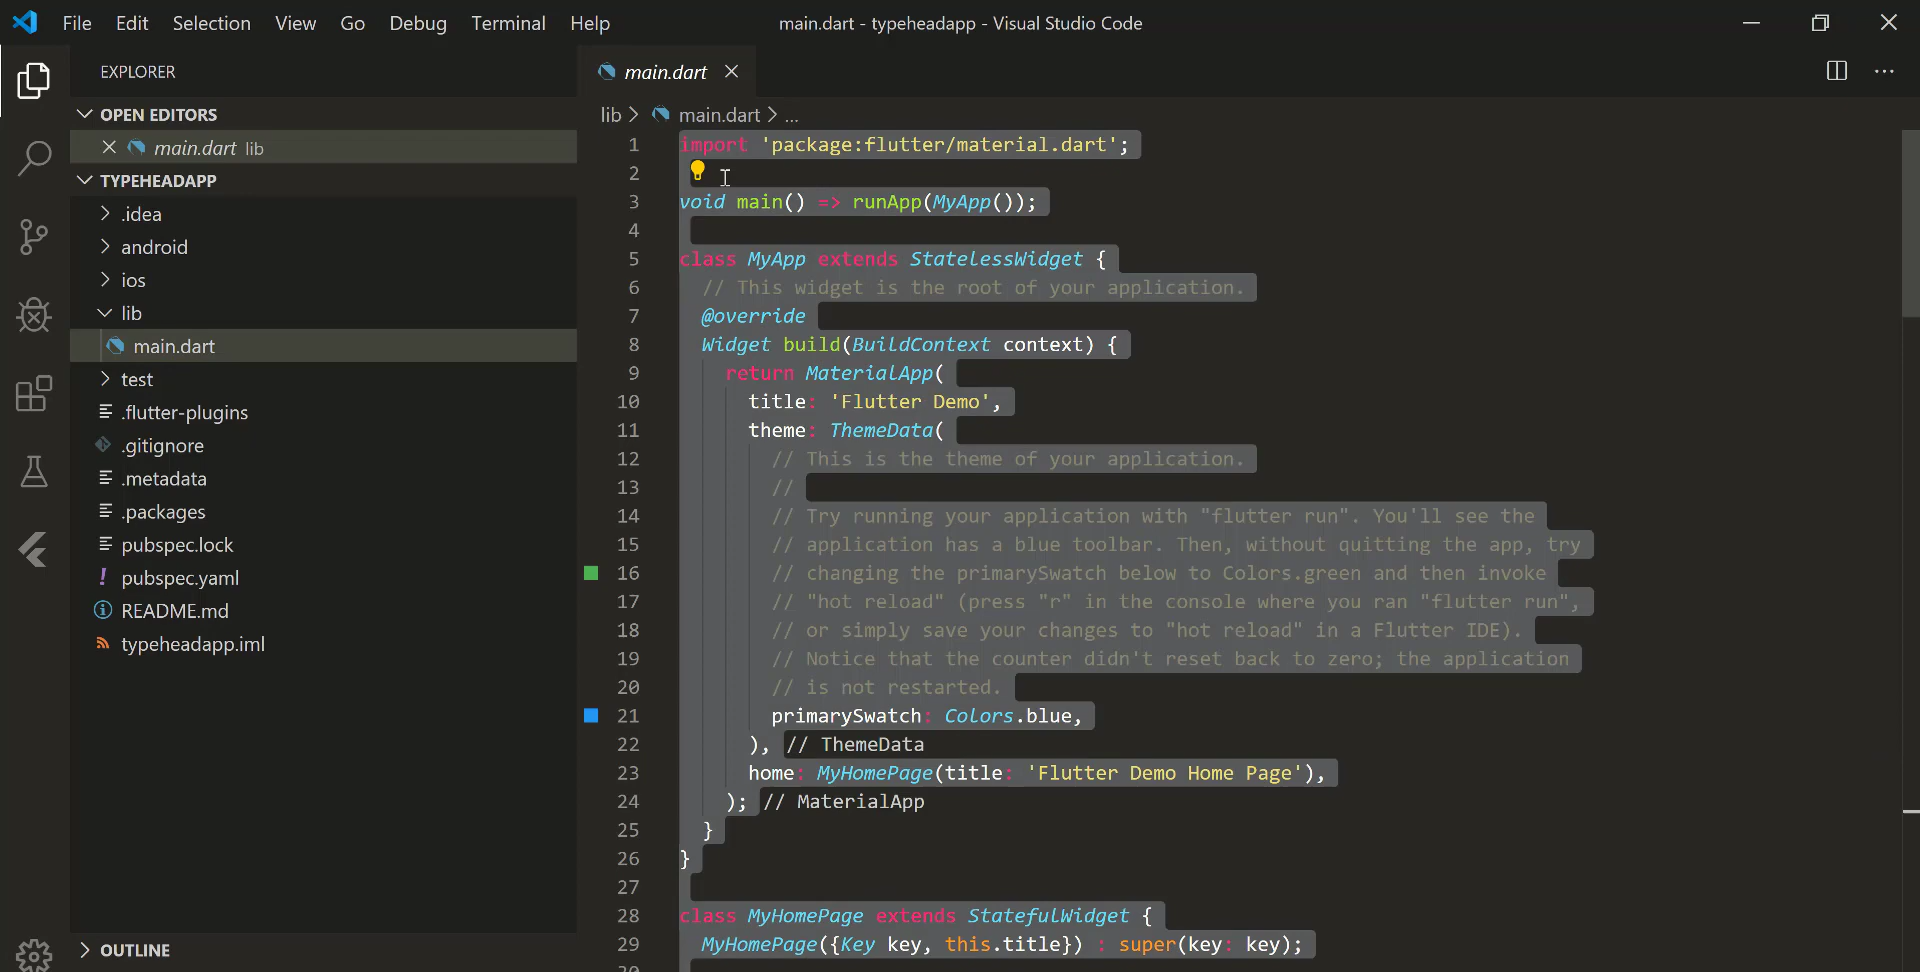 File Edit Selection View Go Debug Terminal Help
main.dart - typeheadapp - Visual Studio Code
EXPLORER
OPEN EDITORS
main.dart lib
TYPEHEADAPP
.idea
android
ios
lib
main.dart
test
.flutter-plugins
.gitignore
.metadata
.packages
pubspec.lock
pubspec.yaml
README.md
typeheadapp.iml
OUTLINE
main.dart
lib > main.dart > ...
1 import 'package:flutter/material.dart';
2
3 void main() => runApp(MyApp());
4
5 class MyApp extends StatelessWidget {
6 // This widget is the root of your application.
7 @override
8 Widget build(BuildContext context) {
9 return MaterialApp(
10 title: 'Flutter Demo',
11 theme: ThemeData(
12 // This is the theme of your application.
13 //
14 // Try running your application with "flutter run". You'll see the
15 // application has a blue toolbar. Then, without quitting the app, try
16 // changing the primarySwatch below to Colors.green and then invoke
17 // "hot reload" (press "r" in the console where you ran "flutter run",
18 // or simply save your changes to "hot reload" in a Flutter IDE).
19 // Notice that the counter didn't reset back to zero; the application
20 // is not restarted.
21 primarySwatch: Colors.blue,
22 ), // ThemeData
23 home: MyHomePage(title: 'Flutter Demo Home Page'),
24 ); // MaterialApp
25 }
26 }
27
28 class MyHomePage extends StatefulWidget {
29 MyHomePage({Key key, this.title}) : super(key: key);